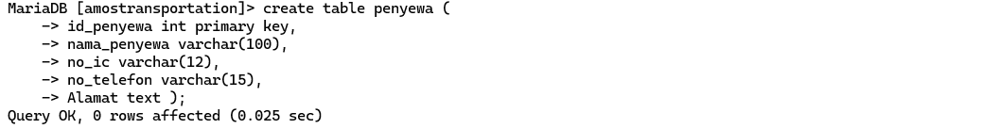 MariaDB [amostransportation]> create table penyewa (
    -> id_penyewa int primary key,
    -> nama_penyewa varchar(100),
    -> no_ic varchar(12),
    -> no_telefon varchar(15),
    -> Alamat text );
Query OK, 0 rows affected (0.025 sec)